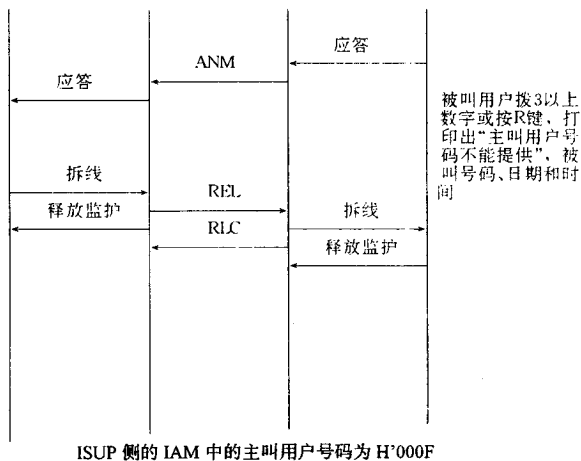 应答
ANM
应答
被叫用户拨3以上
数字或按R键，打
印出“主叫用户号
码不能提供”，被
叫号码、日期和时
间
拆线
REL
释放监护
拆线
RLC
释放监护
ISUP 侧的 IAM 中的主叫用户号码为 H'000F